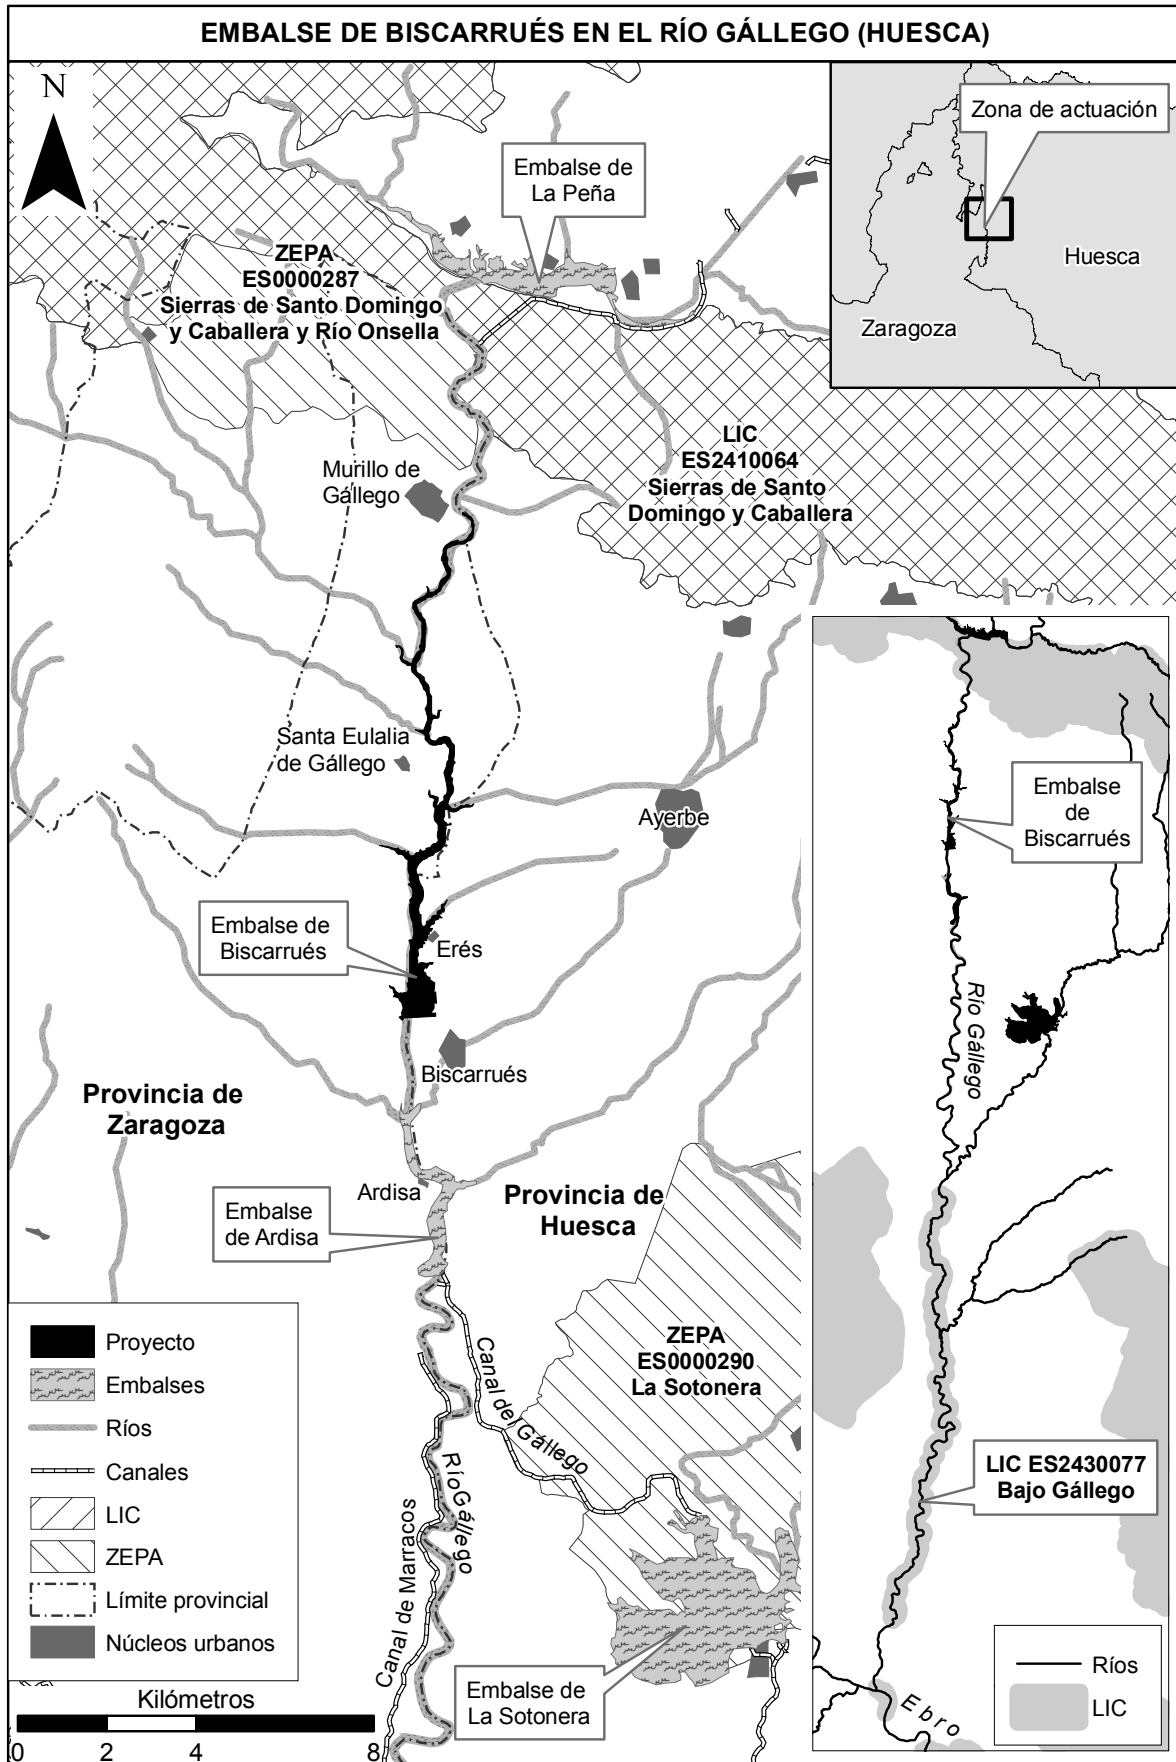 EMBALSE DE BISCARRUÉS EN EL RÍO GÁLLEGO (HUESCA)
N
Zona de actuación
Huesca
Zaragoza
Embalse de
La Peña
ZEPA
ES0000287
Sierras de Santo Domingo
y Caballera y Río Onsella
LIC
ES2410064
Sierras de Santo
Domingo y Caballera
Murillo de
Gállego
Santa Eulalia
de Gállego
Ayerbe
Embalse de
Biscarrués
Erés
Biscarrués
Provincia de
Zaragoza
Ardisa
Provincia de
Huesca
Embalse
de Ardisa
ZEPA
ES0000290
La Sotonera
Canal del Gállego
Río Gállego
Canal de Marracos
Embalse de
La Sotonera
Proyecto
Embalses
Ríos
Canales
LIC
ZEPA
Límite provincial
Núcleos urbanos
Kilómetros
0 2 4 8
Embalse
de
Biscarrués
Río Gállego
LIC ES2430077
Bajo Gállego
Ebro
Ríos
LIC